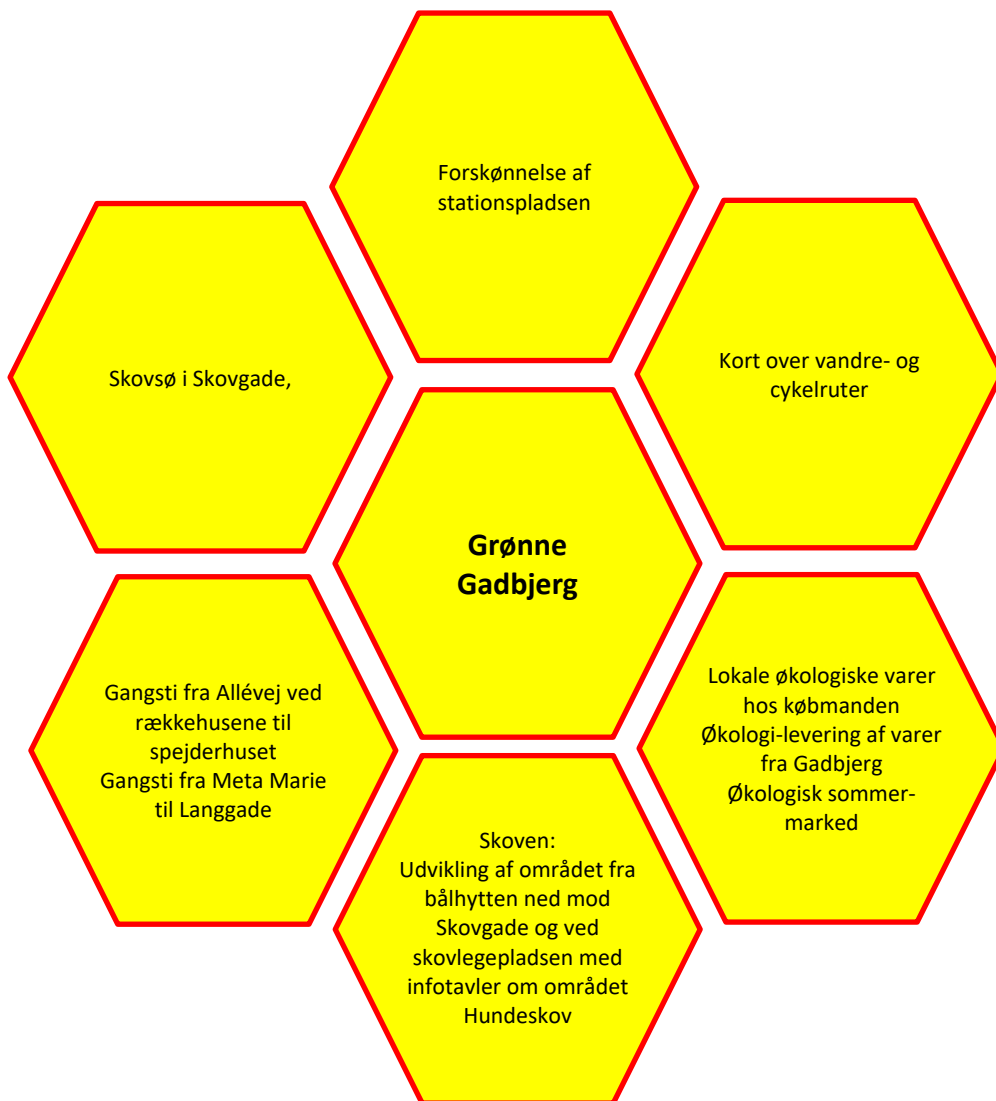 Forskønnelse af
stationspladsen
Skovsø i Skovgade,
Kort over vandre- og
cykelruter
Grønne
Gadbjerg
Gangsti fra Allévej ved
rækkehusene til
spejderhuset
Gangsti fra Meta Marie
til Langgade
Lokale økologiske varer
hos købmanden
Økologi-levering af varer
fra Gadbjerg
Økologisk sommer-
marked
Skoven:
Udvikling af området fra
bålhytten ned mod
Skovgade og ved
skovlegepladsen med
infotavler om området
Hundeskov